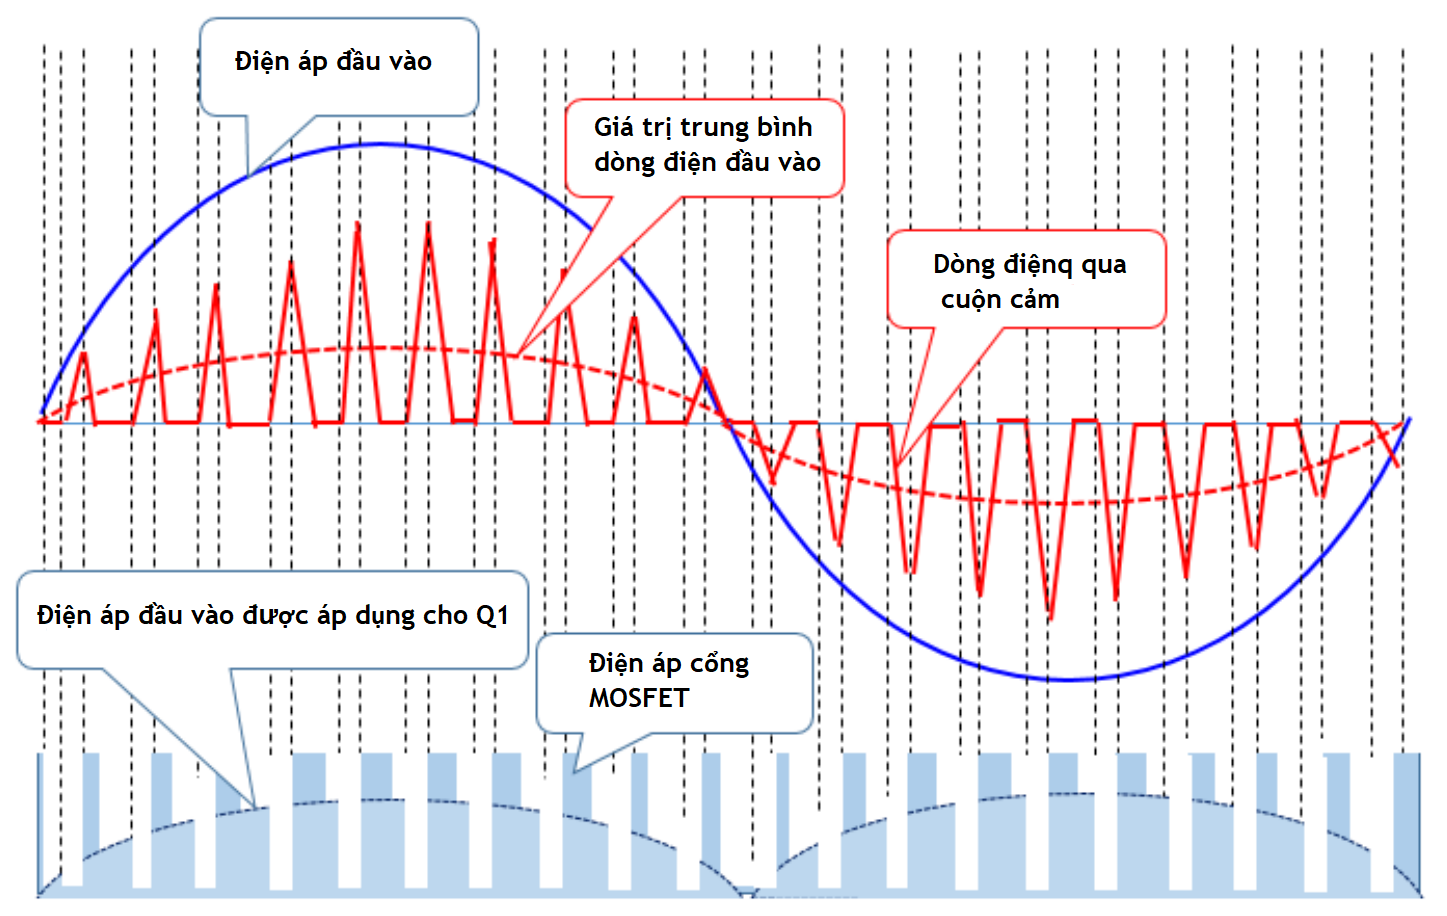 Điện áp đầu vào
Giá trị trung bình
dòng điện đầu vào
Dòng điệnq qua
cuộn cảm
Điện áp đầu vào được áp dụng cho Q1
Điện áp cổng
MOSFET